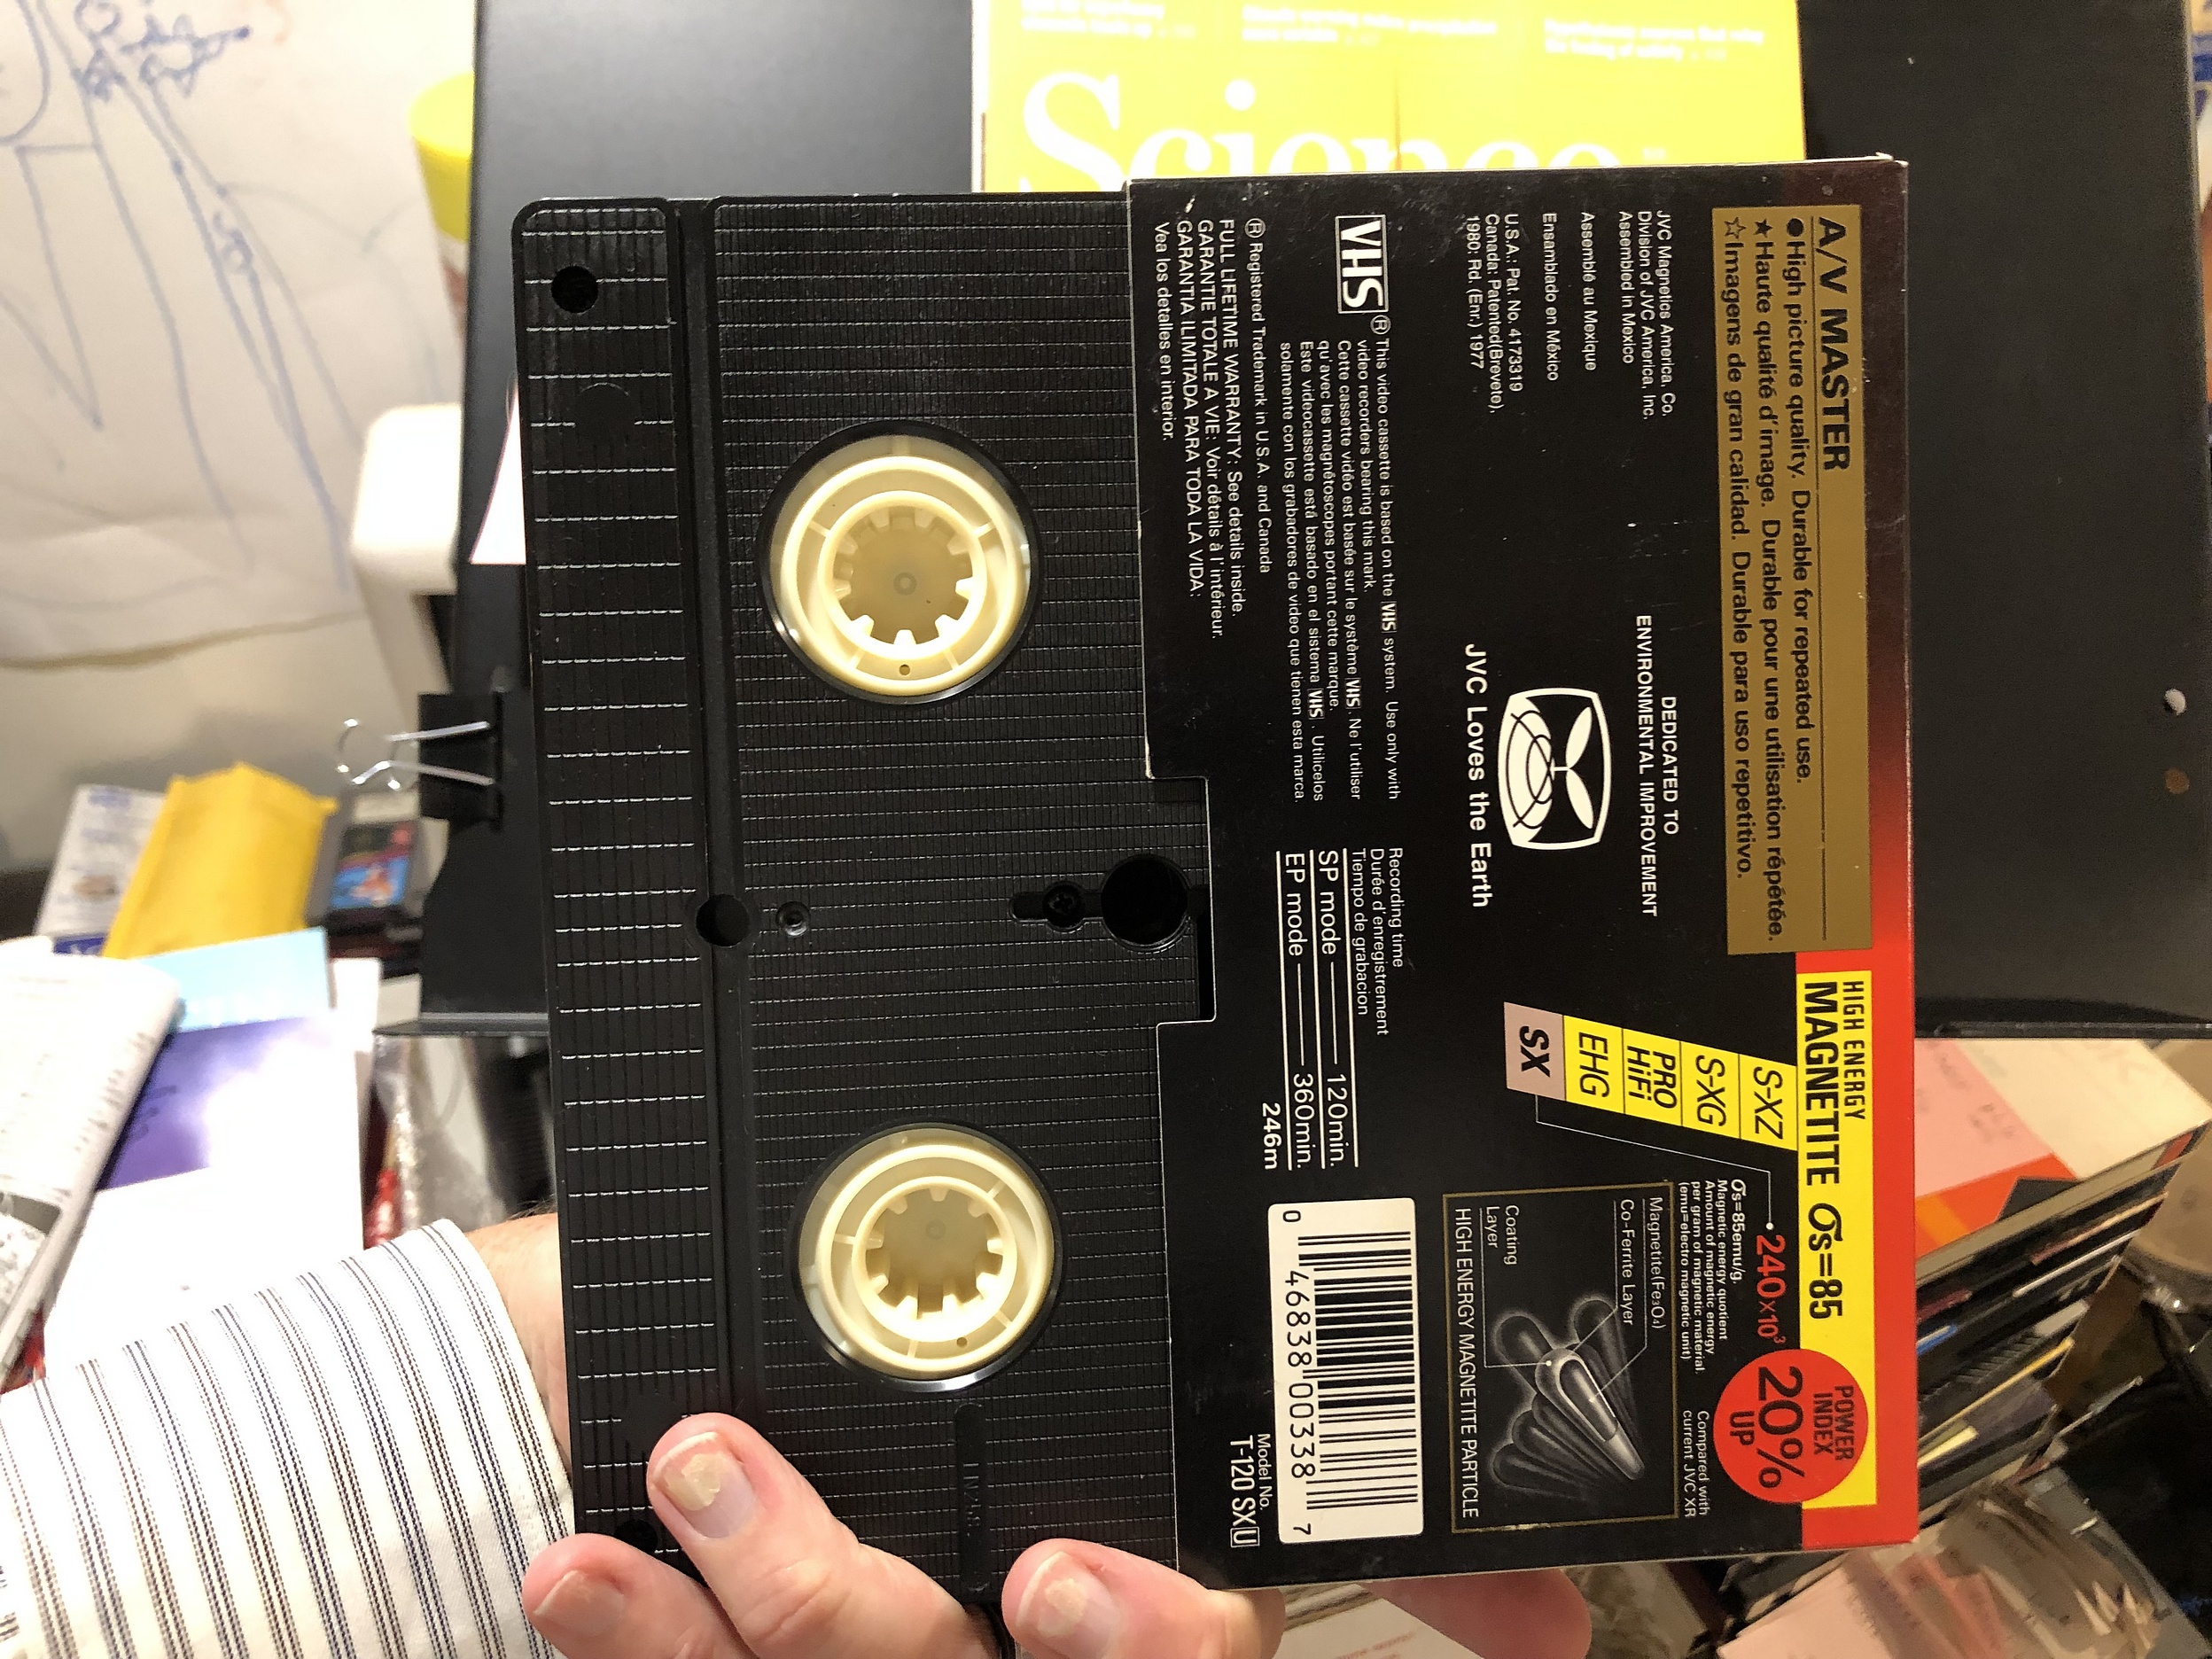 Science
A/V MASTER
●High picture quality. Durable for repeated use.
★Haute qualité d'image. Durable pour une utilisation répétée.
☆Imagens de gran calidad. Durable para uso repetitivo.
HIGH ENERGY
MAGNETITE σs=85
POWER
INDEX
20%
UP
Compared with
current JVC XR
S-XZ
S-XG
PRO
HiFi
EHG
SX
•240×10³
σs=85emu/g.
Magnetic energy quotient
Amount of magnetic energy
per gram of magnetic material.
(emu=electro magnetic unit)
Magnetite(Fe₃O₄)
Co-Ferrite Layer
Coating
Layer
HIGH ENERGY MAGNETITE PARTICLE
JVC Magnetics America. Co.
Division of JVC America. Inc.
Assembled in Mexico
Assemblé au Mexique
Ensamblado en México
U.S.A.: Pat. No. 4173319
Canada: Patented(Breveté),
1980: Rd. (Enr.) 1977
DEDICATED TO
ENVIRONMENTAL IMPROVEMENT
JVC Loves the Earth
VHS®
This video cassette is based on the VHS system. Use only with
video recorders bearing this mark.
Cette cassette vidéo est basée sur le système VHS. Ne l'utiliser
qu'avec les magnétoscopes portant cette marque.
Este videocassette está basado en el sistema VHS. Utilicelos
solamente con los grabadores de video que tienen esta marca.
® Registered Trademark in U.S.A. and Canada
FULL LIFETIME WARRANTY: See details inside.
GARANTIE TOTALE A VIE: Voir détails à l'intérieur.
GARANTIA ILIMITADA PARA TODA LA VIDA:
Vea los detalles en interior.
Recording time
Durée d'enregistrement
Tiempo de grabacion
SP mode 120min.
EP mode 360min.
246m
0 46838 00338 7
Model No.
T-120 SXU